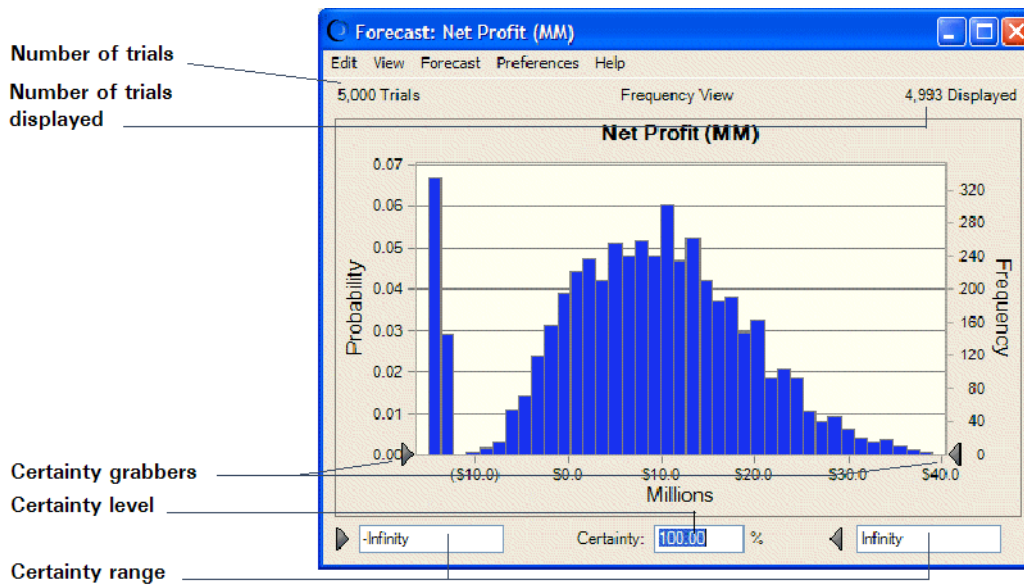 Number of trials
Number of trials
displayed
Certainty grabbers
Certainty level
Certainty range
Forecast: Net Profit (MM)
Edit View Forecast Preferences Help
5,000 Trials Frequency View 4,993 Displayed
Net Profit (MM)
Probability
0.07
0.06
0.05
0.04
0.03
0.02
0.01
0.00
320
280
240
200
160
120
80
40
0
Frequency
($10.0) $0.0 $10.0 $20.0 $30.0 $40.0
Millions
-Infinity Certainty: 100.00 % Infinity